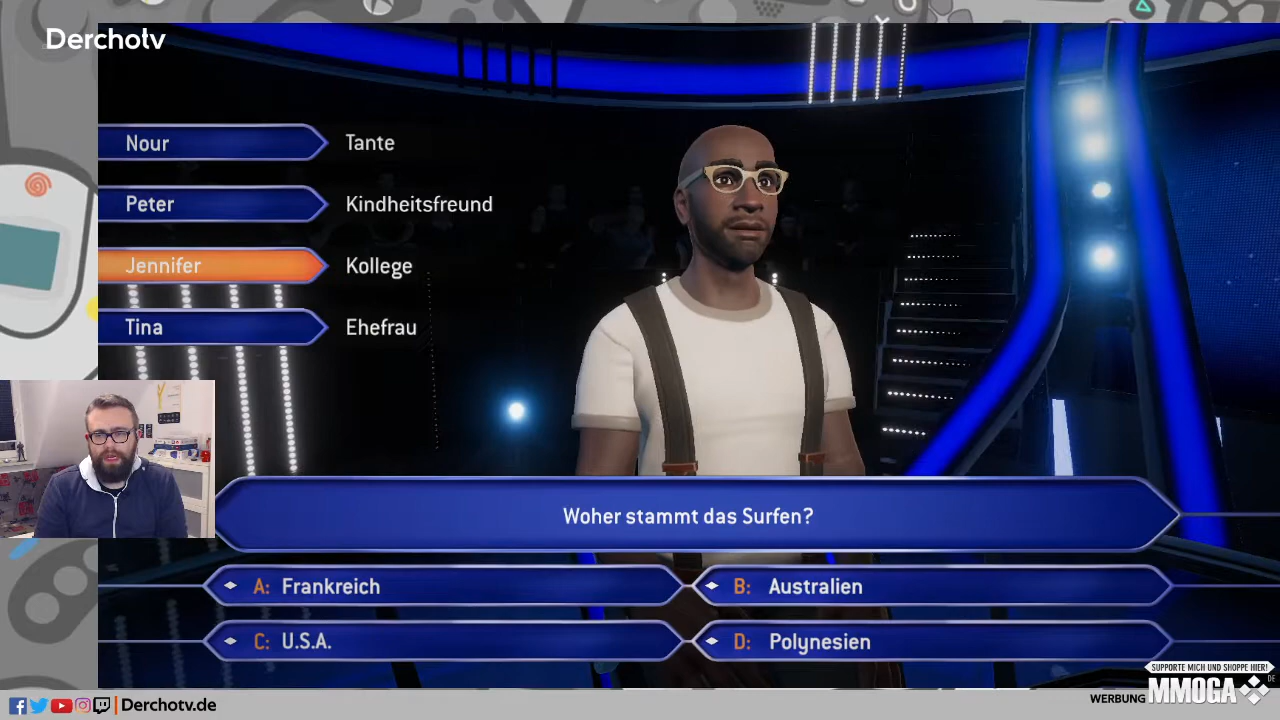 Derchotv
Nour Tante
Peter Kindheitsfreund
Jennifer Kollege
Tina Ehefrau
Woher stammt das Surfen?
A: Frankreich
B: Australien
C: U.S.A.
D: Polynesien
SUPPORTE MICH UND SHOPPE HIER!
WERBUNG MMOGA DE
Derchotv.de